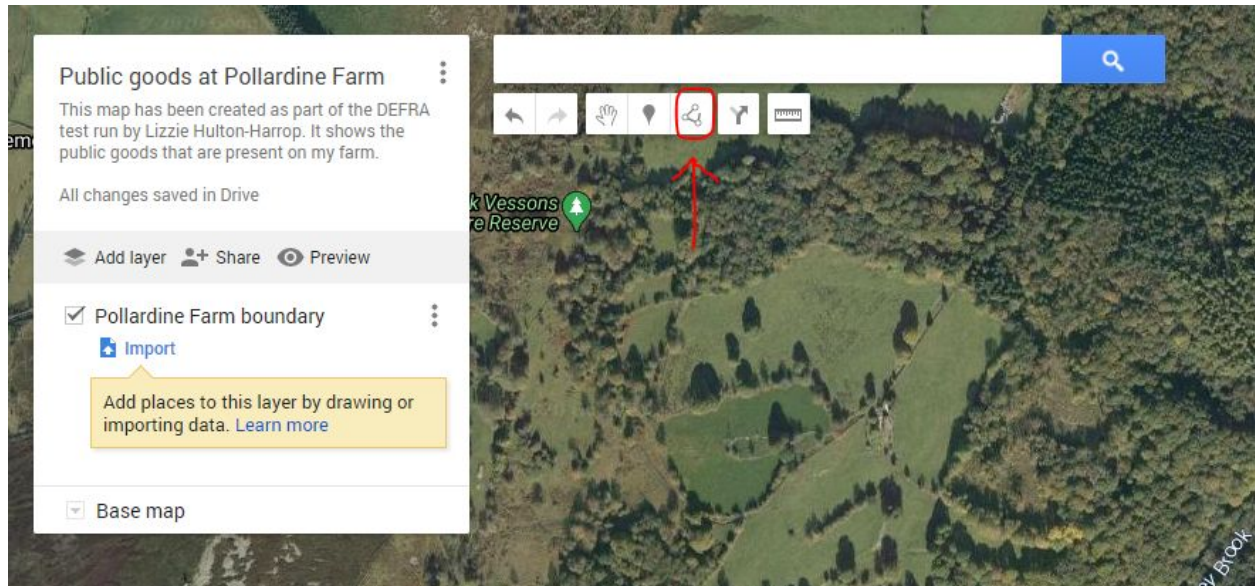 Public goods at Pollardine Farm
This map has been created as part of the DEFRA
test run by Lizzie Hulton-Harrop. It shows the
public goods that are present on my farm.
All changes saved in Drive
Add layer
Share
Preview
Pollardine Farm boundary
Import
Add places to this layer by drawing or
importing data. Learn more
Base map
k Vessons
re Reserve
em
Brook